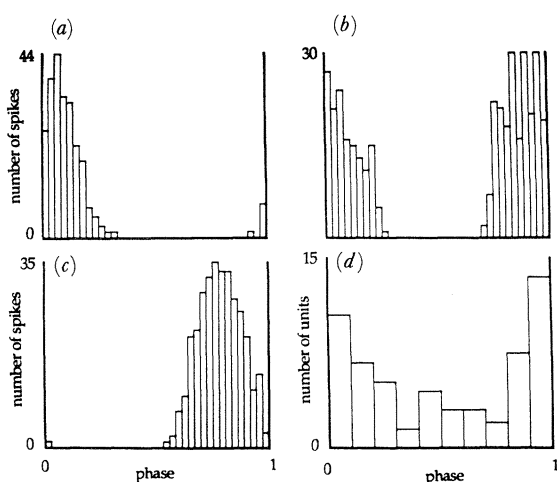 (a)
44
number of spikes
0
(b)
30
0
(c)
35
number of spikes
0
0
phase
1
(d)
15
number of units
0
0
phase
1